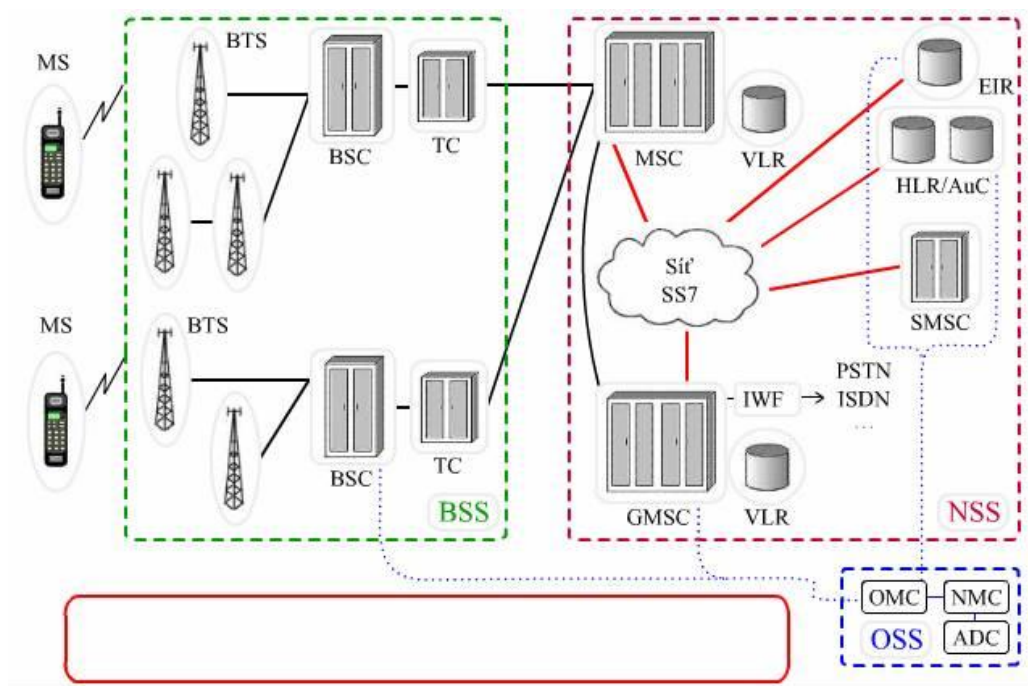 MS
BTS
BSC
TC
MSC
VLR
EIR
HLR/AuC
Síť
SS7
SMSC
MS
BTS
BSC
TC
BSS
GMSC
VLR
IWF
PSTN
ISDN
...
NSS
OMC
NMC
OSS
ADC